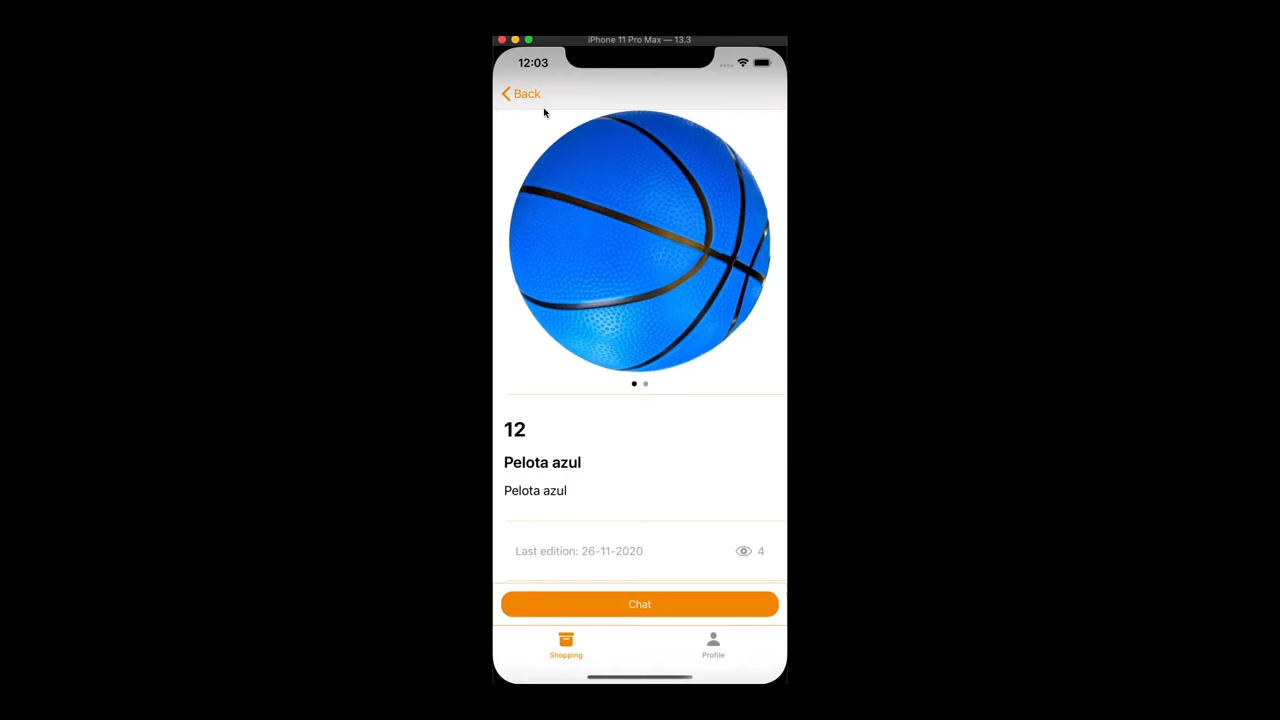 iPhone 11 Pro Max — 13.3
12:03
Back
12
Pelota azul
Pelota azul
Last edition: 26-11-2020
4
Chat
Shopping
Profile